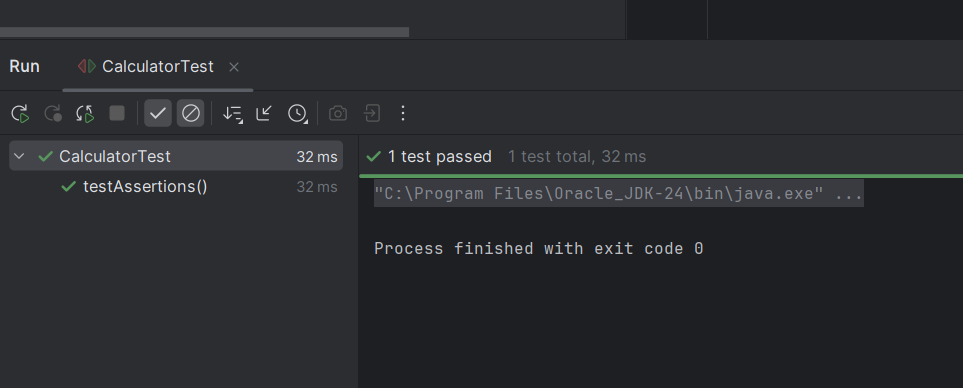 Run CalculatorTest
CalculatorTest 32 ms
testAssertions() 32 ms
1 test passed 1 test total, 32 ms
"C:\Program Files\Oracle_JDK-24\bin\java.exe" ...
Process finished with exit code 0